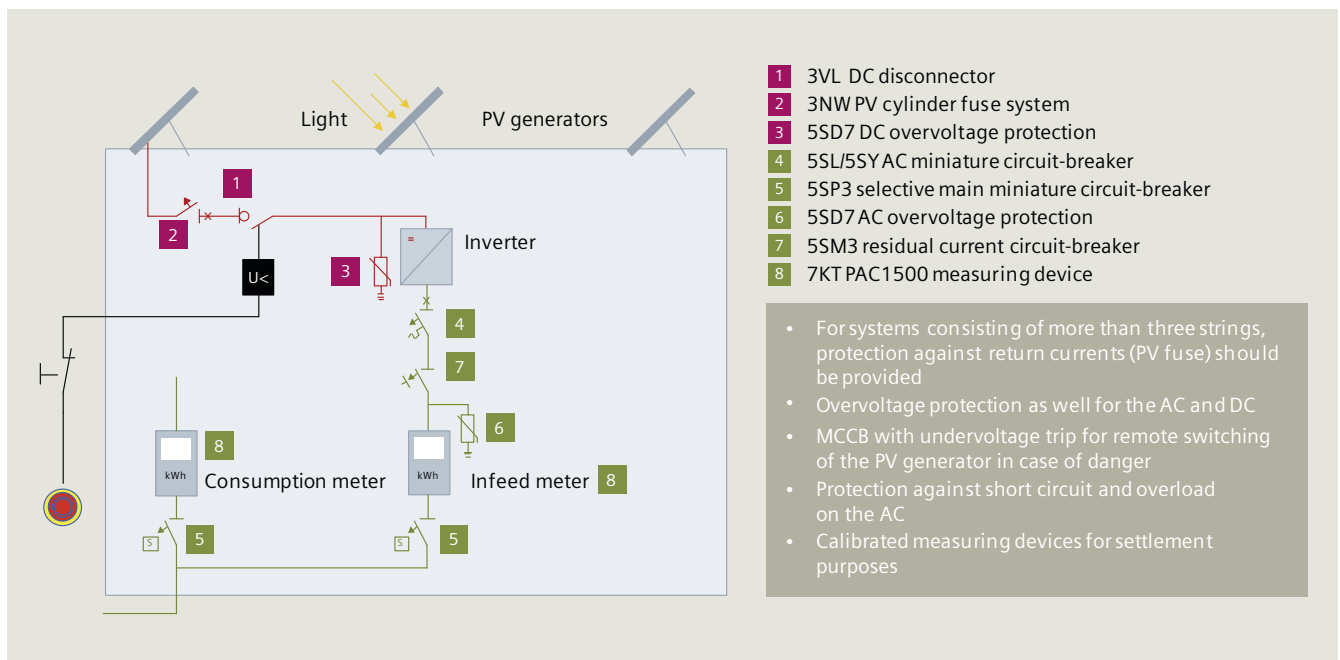 Light
PV generators
1
2
U<
3
=
Inverter
4
7
6
8
kWh
Consumption meter
kWh
Infeed meter
8
S
5
S
5
1 3VL DC disconnector
2 3NW PV cylinder fuse system
3 5SD7 DC overvoltage protection
4 5SL/5SY AC miniature circuit-breaker
5 5SP3 selective main miniature circuit-breaker
6 5SD7 AC overvoltage protection
7 5SM3 residual current circuit-breaker
8 7KT PAC1500 measuring device
• For systems consisting of more than three strings,
protection against return currents (PV fuse) should
be provided
• Overvoltage protection as well for the AC and DC
• MCCB with undervoltage trip for remote switching
of the PV generator in case of danger
• Protection against short circuit and overload
on the AC
• Calibrated measuring devices for settlement
purposes